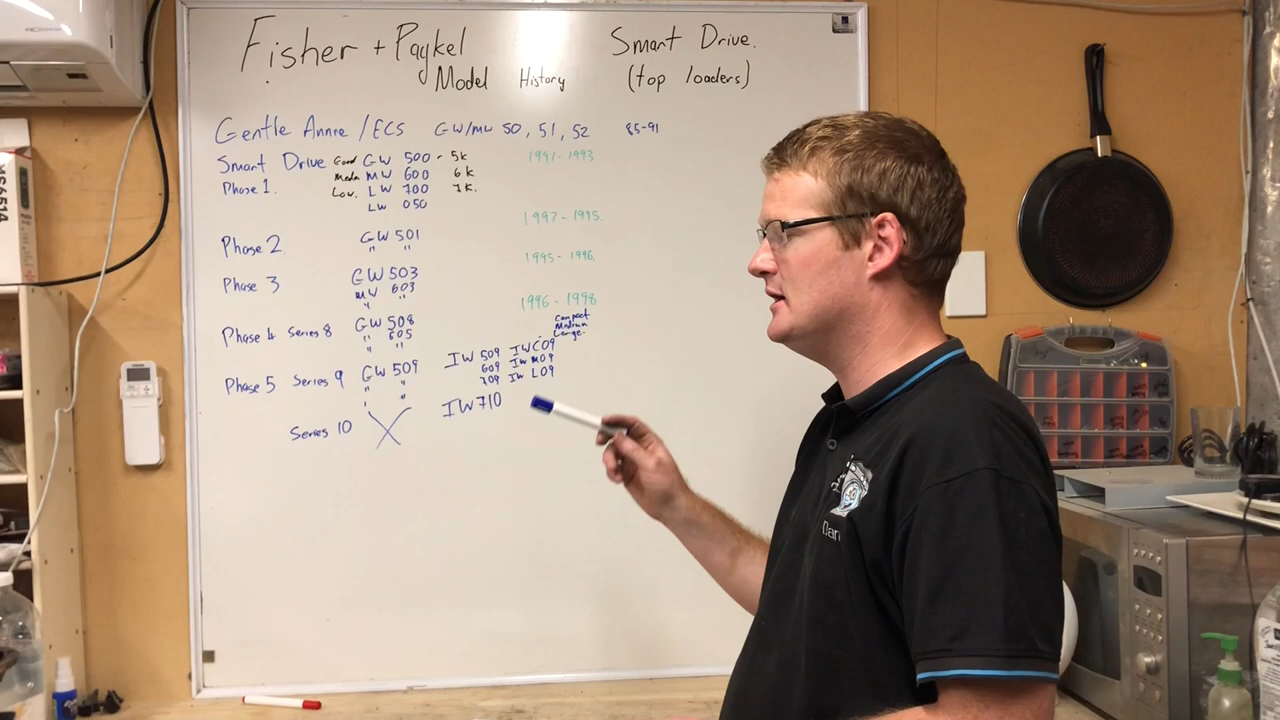 Fisher + Paykel Smart Drive.
Model History (top loaders)
Gentle Annie / ECS GW/MW 50, 51, 52 85-91
Smart Drive Good GW 500 - 5k 1991-1993
MW 600 6k
Phase 1. Low. LW 700 7k.
LW 050
1997-1995.
Phase 2 GW 501
" "
1995-1996.
Phase 3 GW 503
MW 603
"
1996-1998
Phase 4 Series 8 GW 508
" 605
" "
Compact
Medium
Large.
Phase 5 Series 9 GW 509 IW 509 IWC09
" " 609 IW M09
" " 709 IW L09
Series 10 X IW710